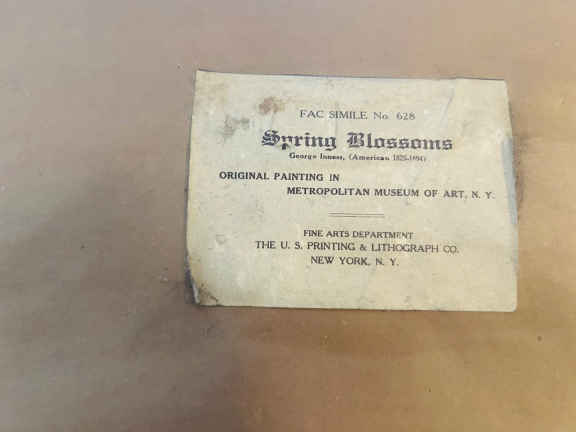 FAC SIMILE No. 628
Spring Blossoms
George Inness, (American 1825-1894)
ORIGINAL PAINTING IN
METROPOLITAN MUSEUM OF ART, N. Y.
FINE ARTS DEPARTMENT
THE U. S. PRINTING & LITHOGRAPH CO.
NEW YORK, N. Y.